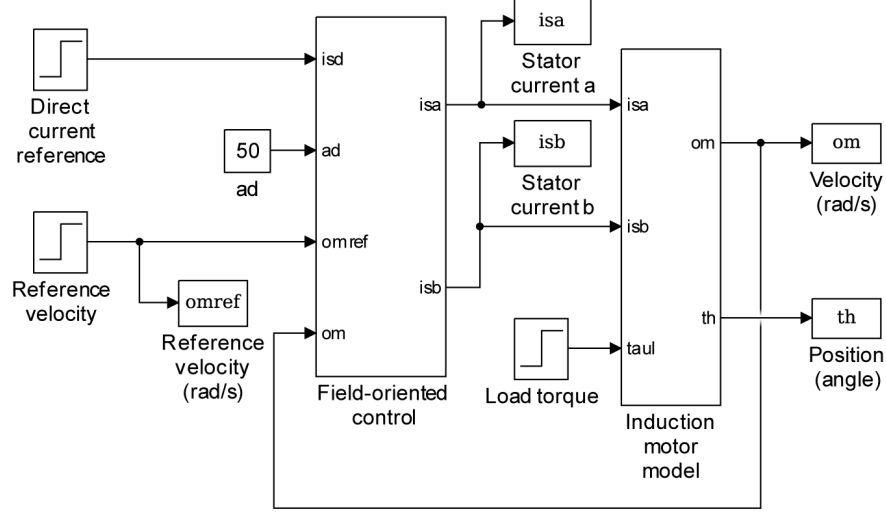 isa
Stator
current a
isd
Direct
current
reference
isa
isa
50
ad
ad
isb
Stator
current b
om
om
Velocity
(rad/s)
omref
Reference
velocity
isb
isb
omref
Reference
velocity
(rad/s)
om
th
th
Position
(angle)
taul
Load torque
Field-oriented
control
Induction
motor
model